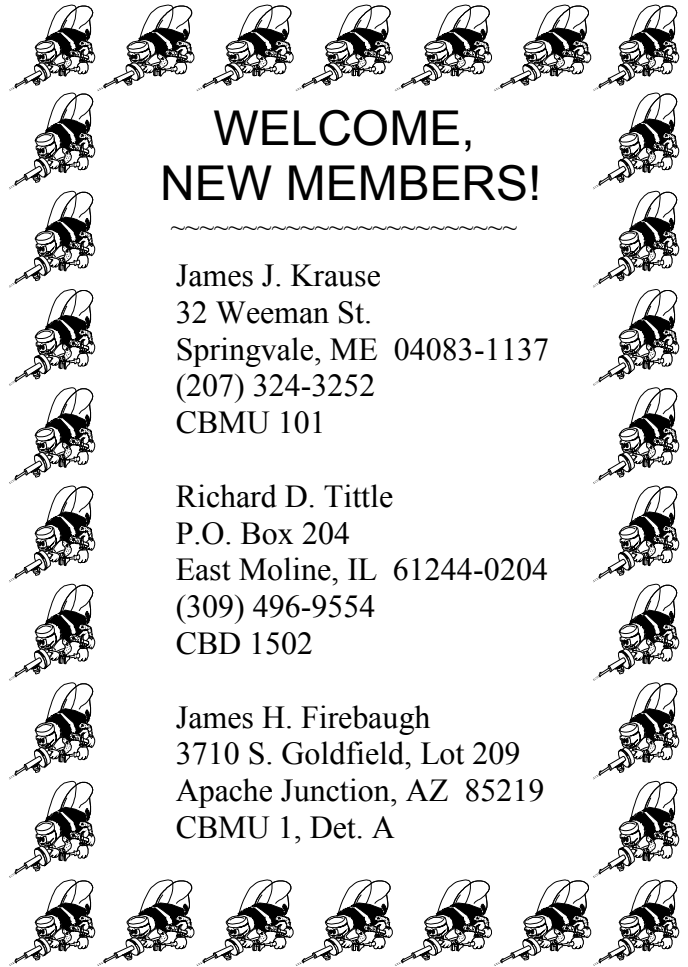 WELCOME,
NEW MEMBERS!
~~~~~~~~~~~~~~~~~~~~~~~~
James J. Krause
32 Weeman St.
Springvale, ME  04083-1137
(207) 324-3252
CBMU 101
Richard D. Tittle
P.O. Box 204
East Moline, IL  61244-0204
(309) 496-9554
CBD 1502
James H. Firebaugh
3710 S. Goldfield, Lot 209
Apache Junction, AZ  85219
CBMU 1, Det. A